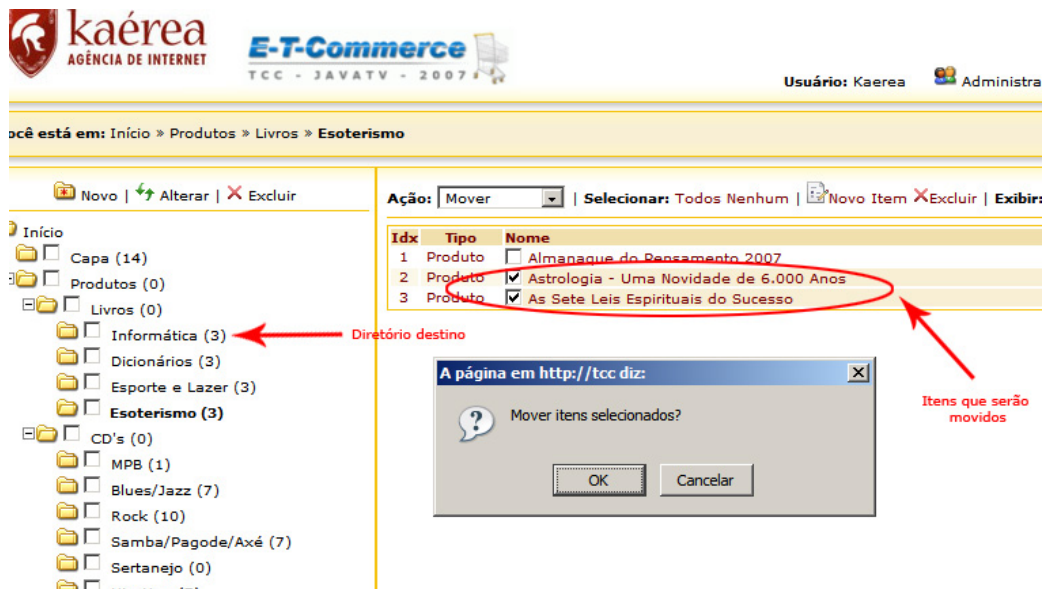 kaérea
AGÊNCIA DE INTERNET
E-T-Commerce
TCC - JAVATV - 2007
Usuário: Kaerea
Administra
ocê está em: Início » Produtos » Livros » Esoterismo
Novo | Alterar | Excluir
Ação: Mover | Selecionar: Todos Nenhum | Novo Item Excluir | Exibir:
Início
Capa (14)
Produtos (0)
Livros (0)
Informática (3)
Dicionários (3)
Esporte e Lazer (3)
Esoterismo (3)
CD's (0)
MPB (1)
Blues/Jazz (7)
Rock (10)
Samba/Pagode/Axé (7)
Sertanejo (0)
Idx Tipo Nome
1 Produto Almanaque do Pensamento 2007
2 Produto Astrologia - Uma Novidade de 6.000 Anos
3 Produto As Sete Leis Espirituais do Sucesso
Diretório destino
A página em http://tcc diz:
Mover itens selecionados?
OK Cancelar
Itens que serão
movidos